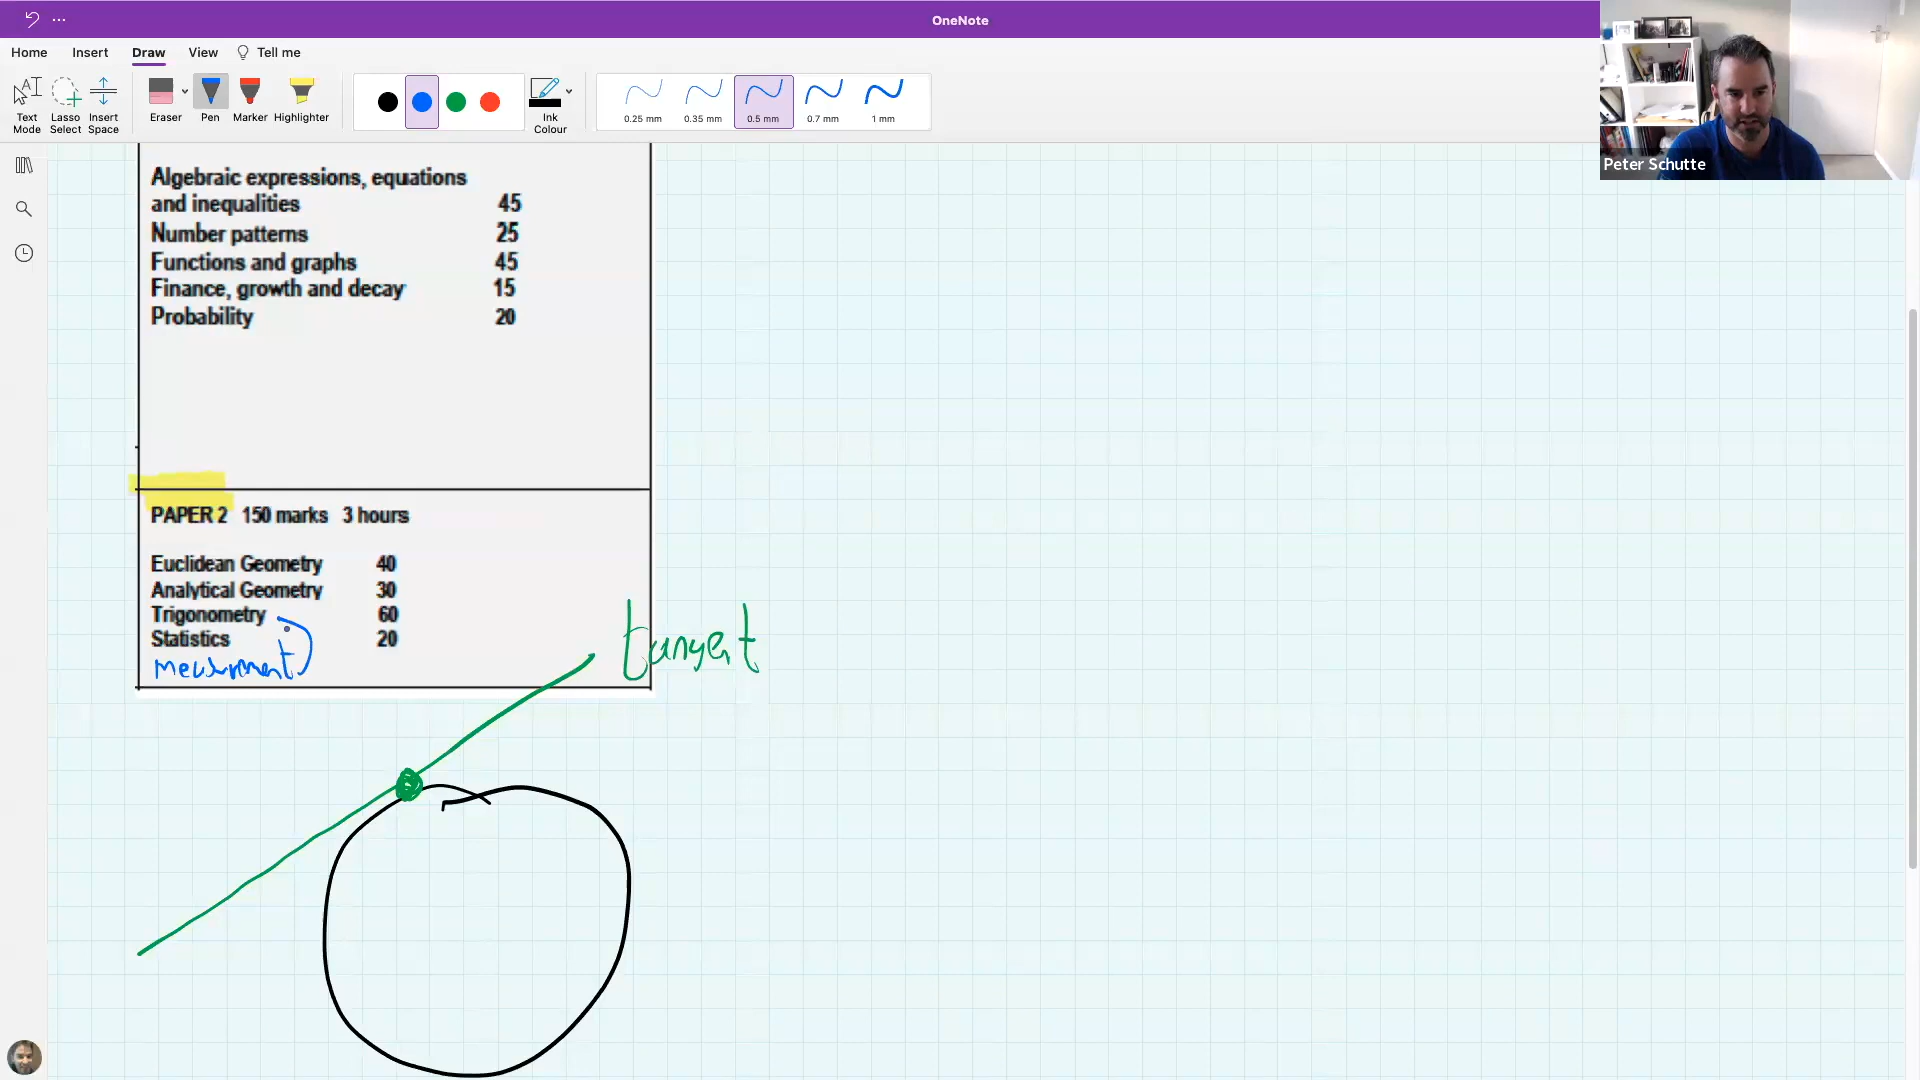 OneNote
Home Insert Draw View Tell me
Text Mode
Lasso Select
Insert Space
Eraser
Pen
Marker
Highlighter
Ink Colour
0.25 mm
0.35 mm
0.5 mm
0.7 mm
1 mm
Peter Schutte
Algebraic expressions, equations
and inequalities 45
Number patterns 25
Functions and graphs 45
Finance, growth and decay 15
Probability 20
PAPER 2 150 marks 3 hours
Euclidean Geometry 40
Analytical Geometry 30
Trigonometry 60
Statistics 20
tangent